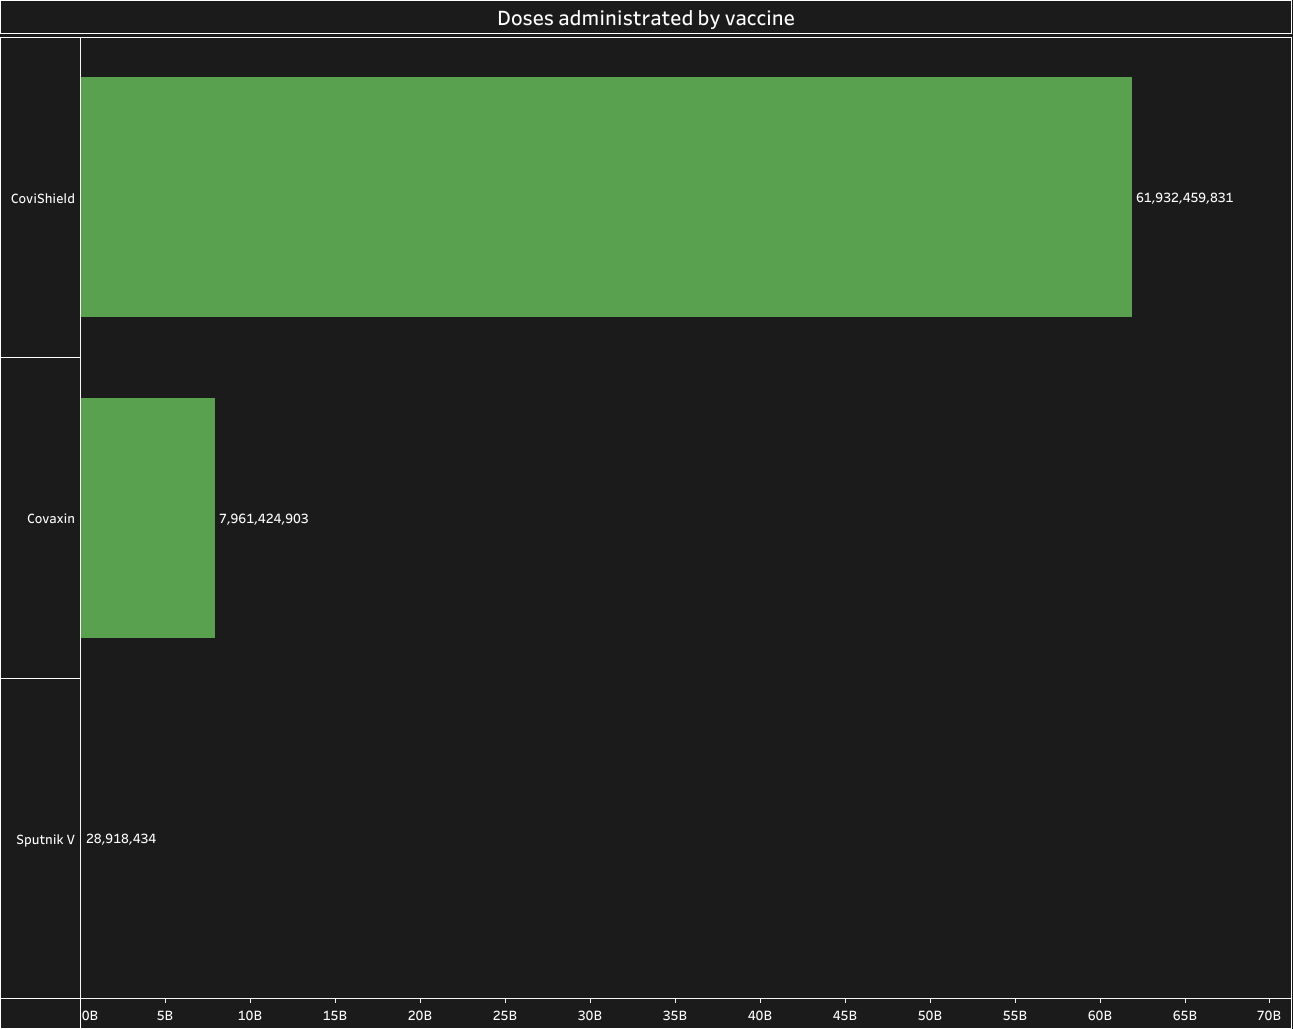 Doses administrated by vaccine
CoviShield
61,932,459,831
Covaxin
7,961,424,903
Sputnik V
28,918,434
0B 5B 10B 15B 20B 25B 30B 35B 40B 45B 50B 55B 60B 65B 70B